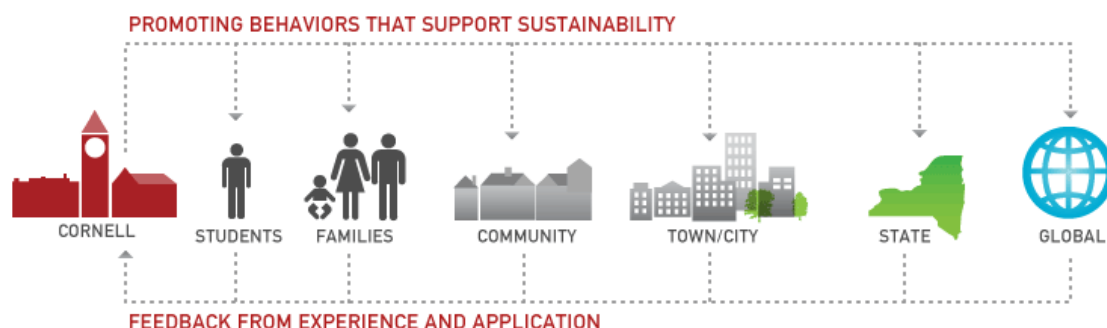 PROMOTING BEHAVIORS THAT SUPPORT SUSTAINABILITY
CORNELL
STUDENTS
FAMILIES
COMMUNITY
TOWN/CITY
STATE
GLOBAL
FEEDBACK FROM EXPERIENCE AND APPLICATION